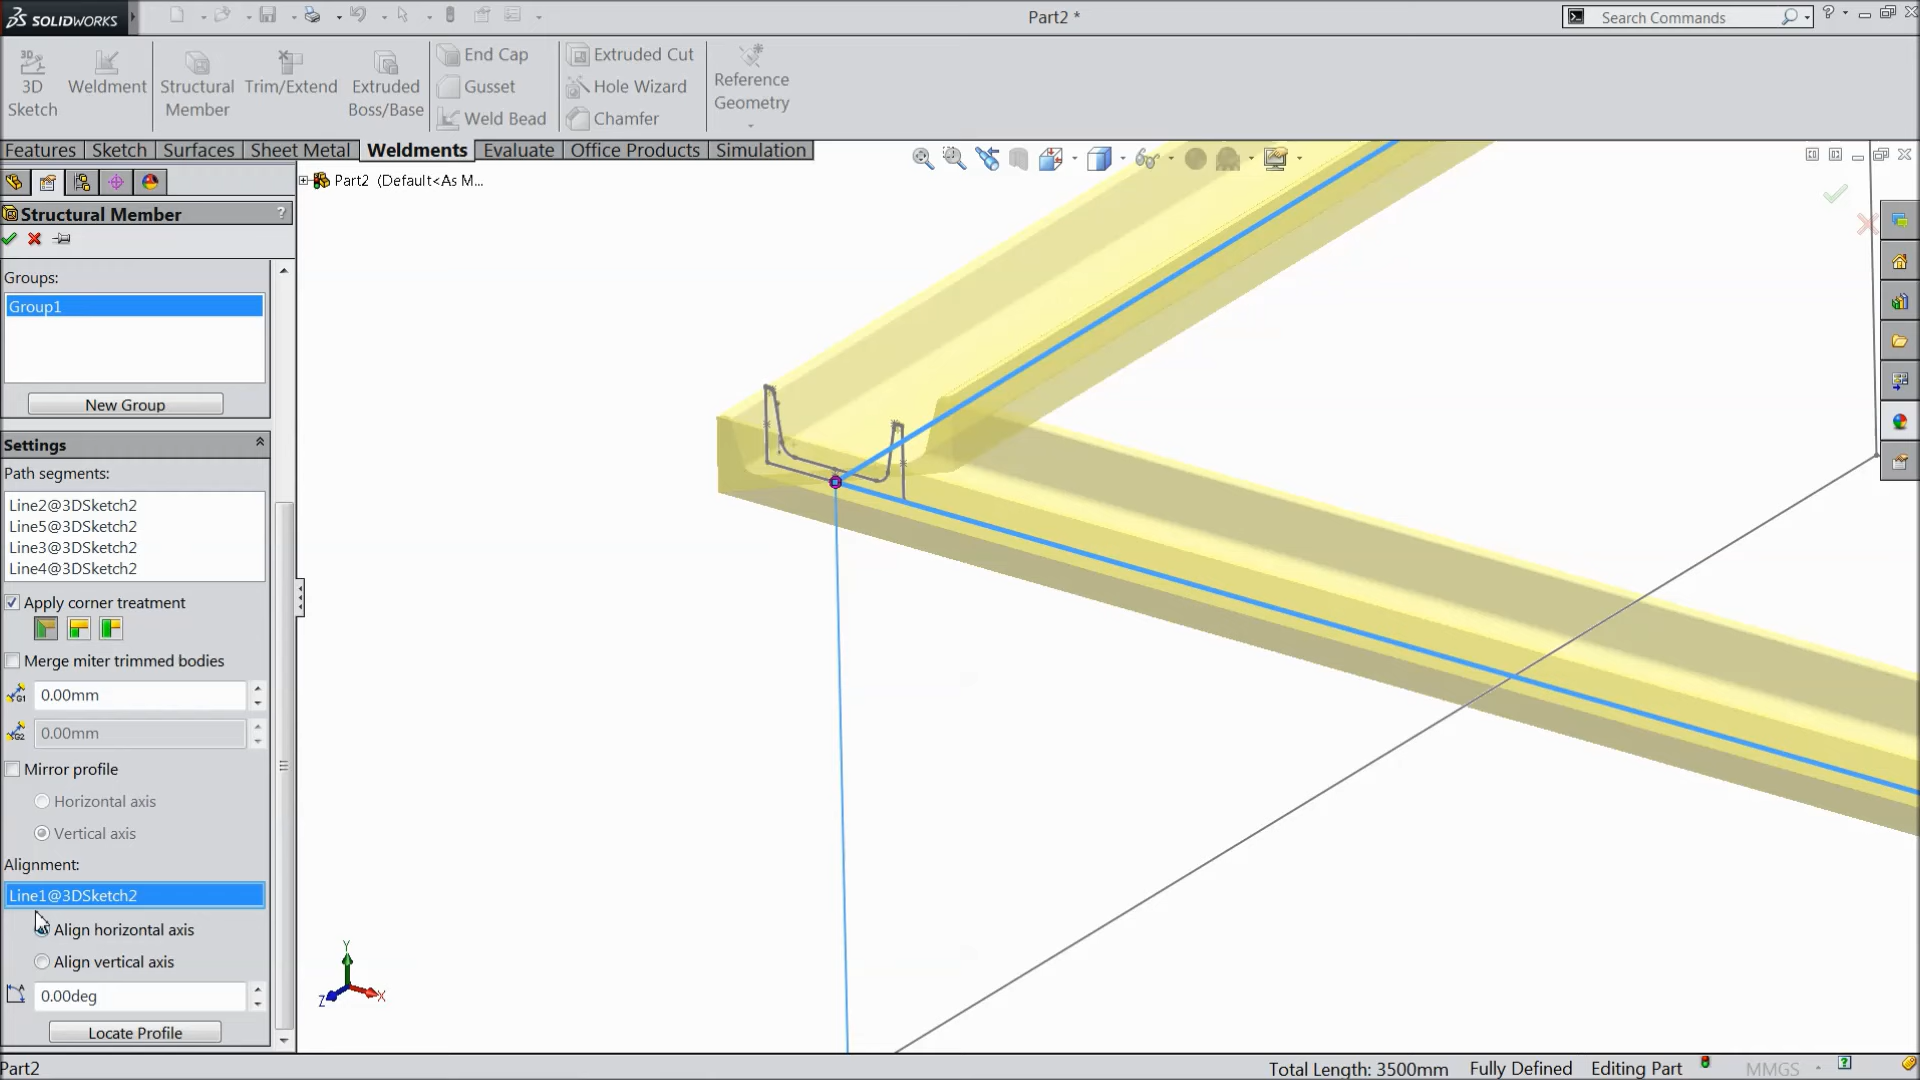 SOLIDWORKS
Part2 *
Search Commands
?
3D
Sketch
Weldment
Structural
Member
Trim/Extend
Extruded
Boss/Base
End Cap
Gusset
Weld Bead
Extruded Cut
Hole Wizard
Chamfer
Reference
Geometry
Features
Sketch
Surfaces
Sheet Metal
Weldments
Evaluate
Office Products
Simulation
Part2 (Default<As M...
Structural Member
?
Groups:
Group1
New Group
Settings
Path segments:
Line2@3DSketch2
Line5@3DSketch2
Line3@3DSketch2
Line4@3DSketch2
Apply corner treatment
Merge miter trimmed bodies
G1
0.00mm
G2
0.00mm
Mirror profile
Horizontal axis
Vertical axis
Alignment:
Line1@3DSketch2
Align horizontal axis
Align vertical axis
0.00deg
Locate Profile
Y
Z
X
Part2
Total Length: 3500mm
Fully Defined
Editing Part
MMGS
?